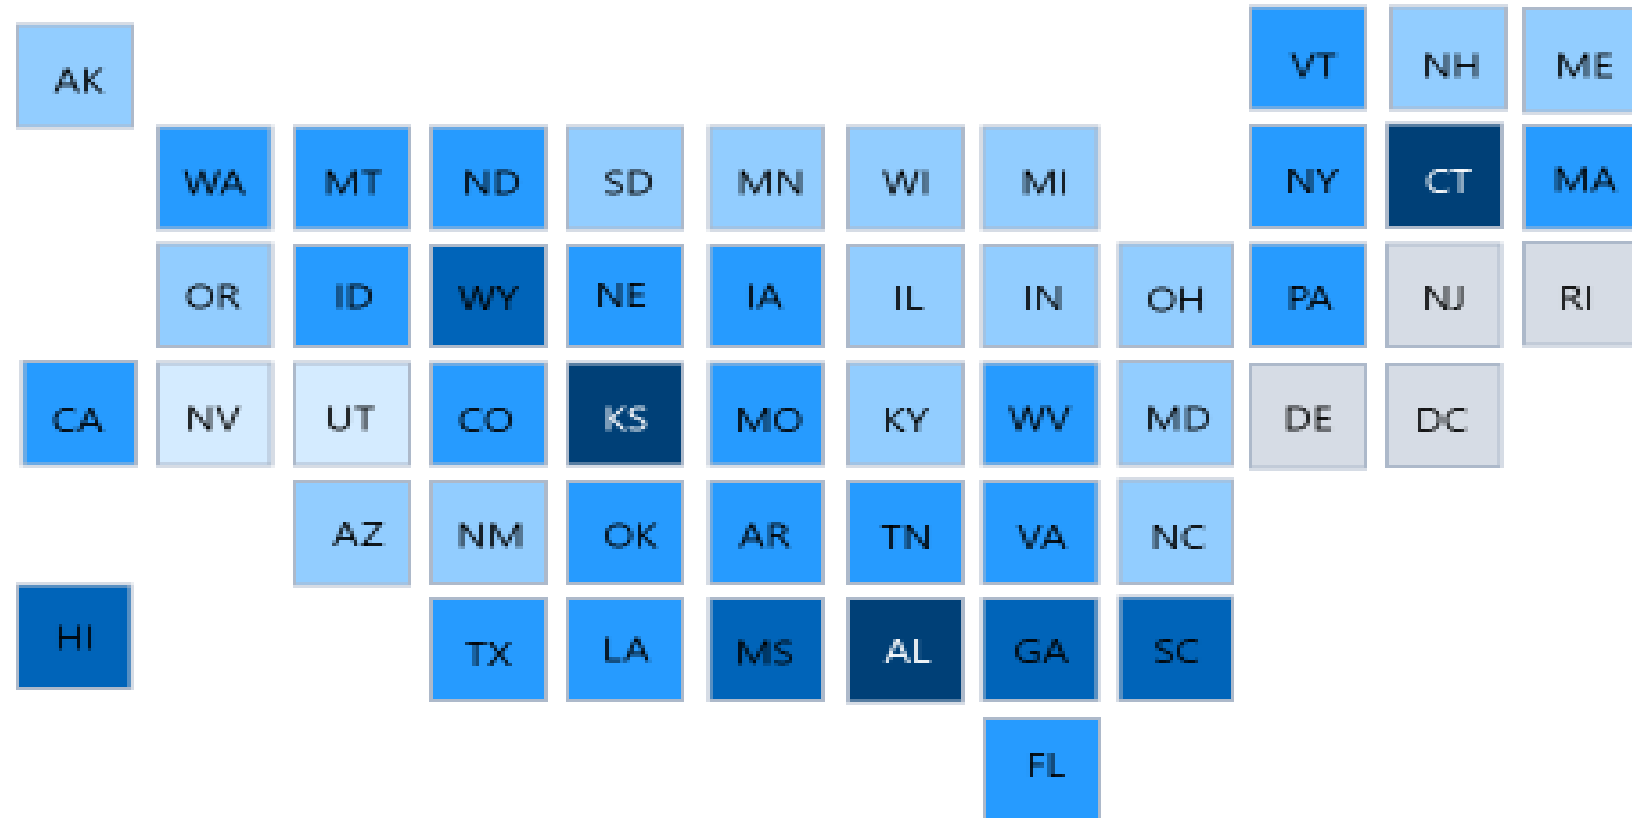 AK VT NH ME
WA MT ND SD MN WI MI NY CT MA
OR ID WY NE IA IL IN OH PA NJ RI
CA NV UT CO KS MO KY WV MD DE DC
AZ NM OK AR TN VA NC
HI TX LA MS AL GA SC
FL